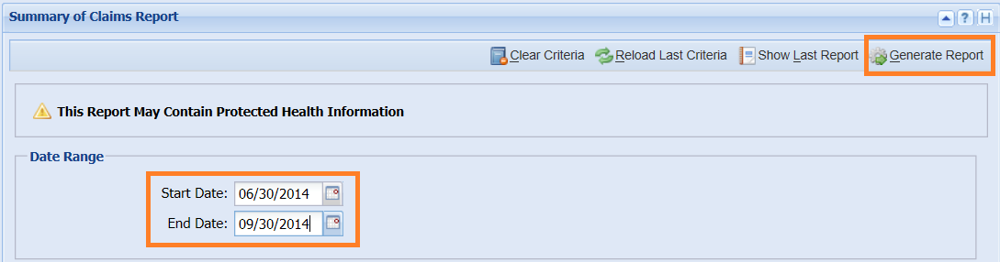 Summary of Claims Report
? H
Clear Criteria Reload Last Criteria Show Last Report Generate Report
This Report May Contain Protected Health Information
Date Range
Start Date: 06/30/2014
End Date: 09/30/2014